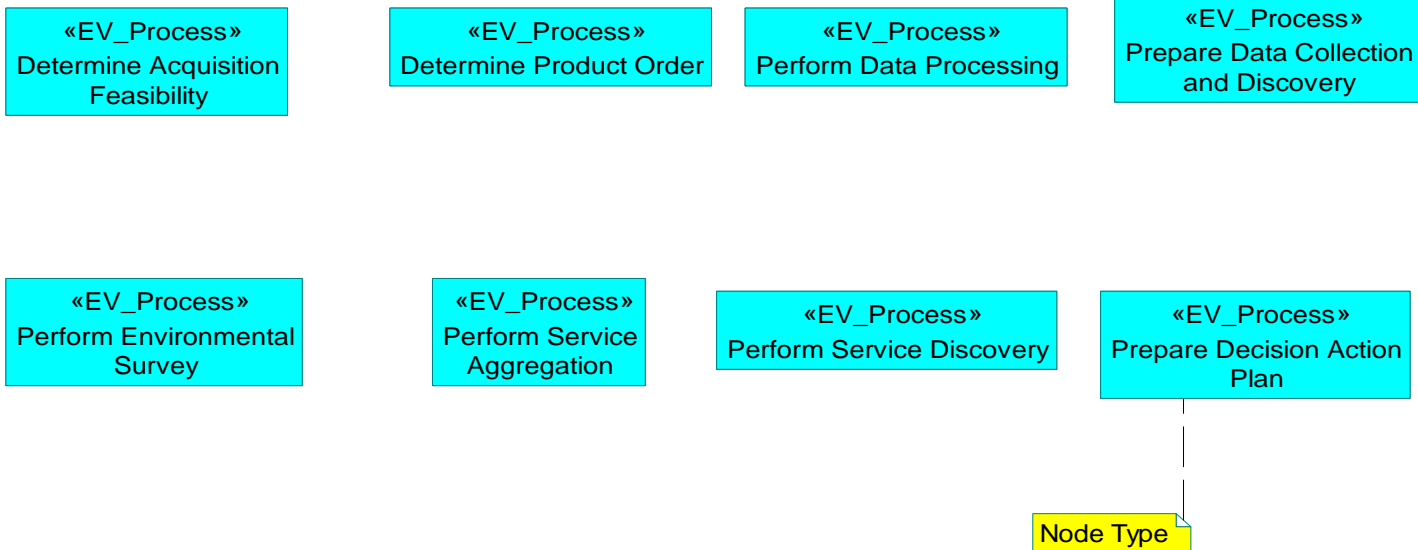 «EV_Process»
Determine Acquisition
Feasibility
«EV_Process»
Determine Product Order
«EV_Process»
Perform Data Processing
«EV_Process»
Prepare Data Collection
and Discovery
«EV_Process»
Perform Environmental
Survey
«EV_Process»
Perform Service
Aggregation
«EV_Process»
Perform Service Discovery
«EV_Process»
Prepare Decision Action
Plan
Node Type